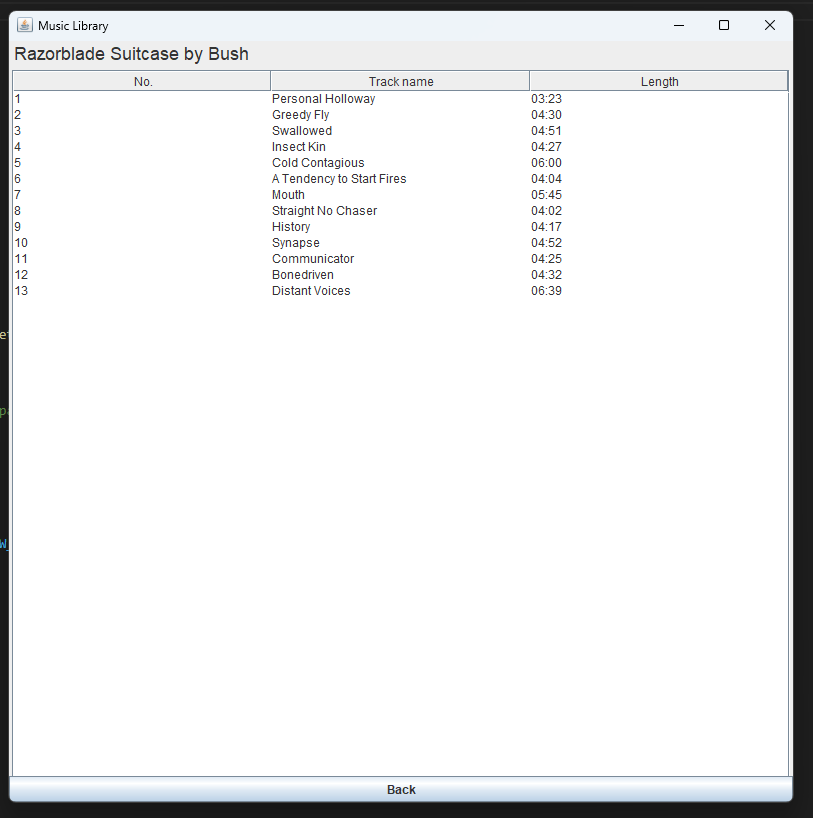 Music Library
Razorblade Suitcase by Bush
No. Track name Length
1 Personal Holloway 03:23
2 Greedy Fly 04:30
3 Swallowed 04:51
4 Insect Kin 04:27
5 Cold Contagious 06:00
6 A Tendency to Start Fires 04:04
7 Mouth 05:45
8 Straight No Chaser 04:02
9 History 04:17
10 Synapse 04:52
11 Communicator 04:25
12 Bonedriven 04:32
13 Distant Voices 06:39
Back